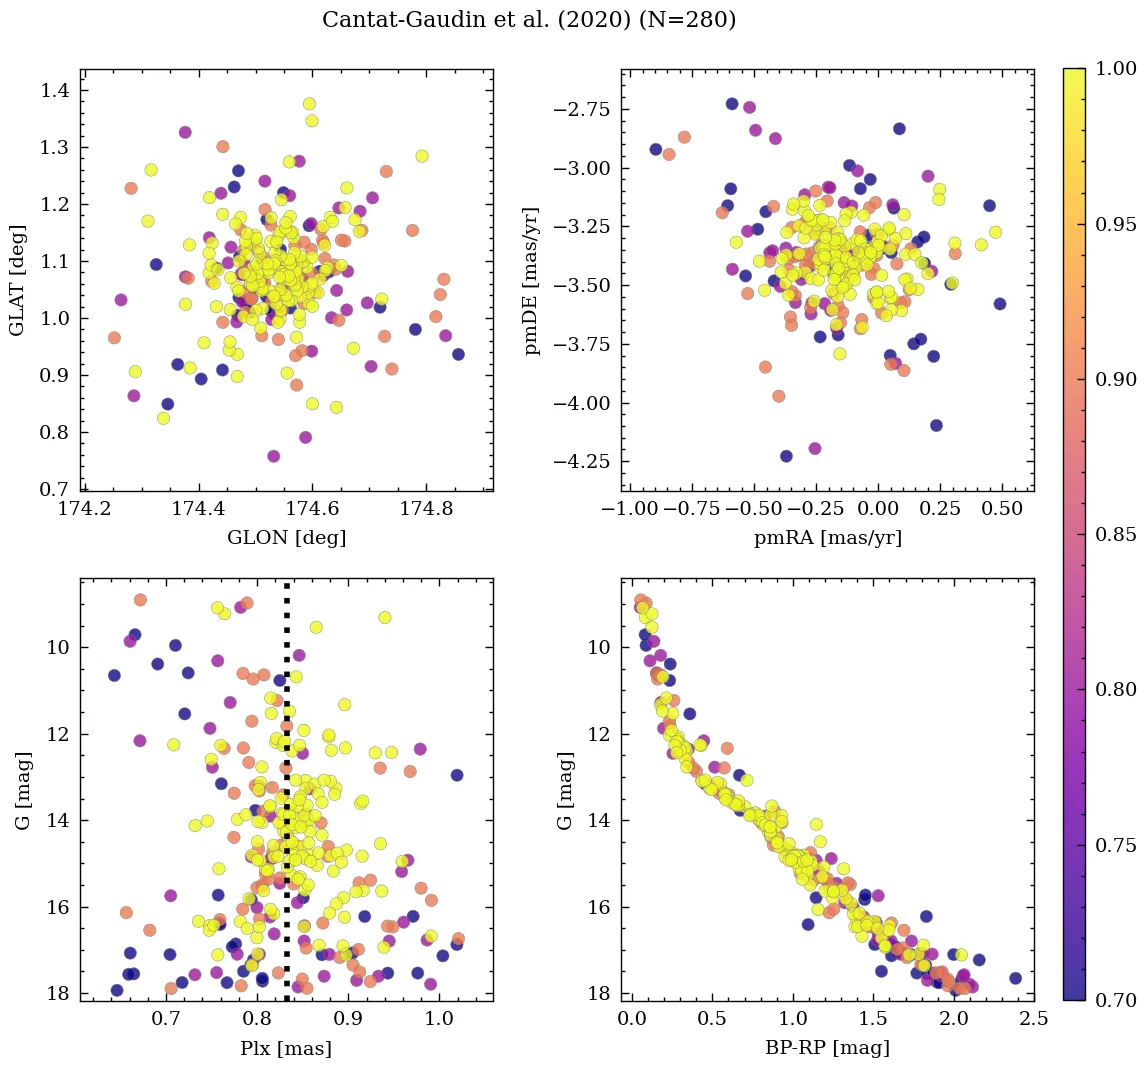 Cantat-Gaudin et al. (2020) (N=280)
1.4
1.3
1.2
1.1
1.0
0.9
0.8
0.7
GLAT [deg]
174.2 174.4 174.6 174.8
GLON [deg]
−2.75
−3.00
−3.25
−3.50
−3.75
−4.00
−4.25
pmDE [mas/yr]
−1.00 −0.75 −0.50 −0.25 0.00 0.25 0.50
pmRA [mas/yr]
1.00
0.95
0.90
0.85
0.80
0.75
0.70
10
12
14
16
18
G [mag]
0.7 0.8 0.9 1.0
Plx [mas]
10
12
14
16
18
G [mag]
0.0 0.5 1.0 1.5 2.0 2.5
BP-RP [mag]